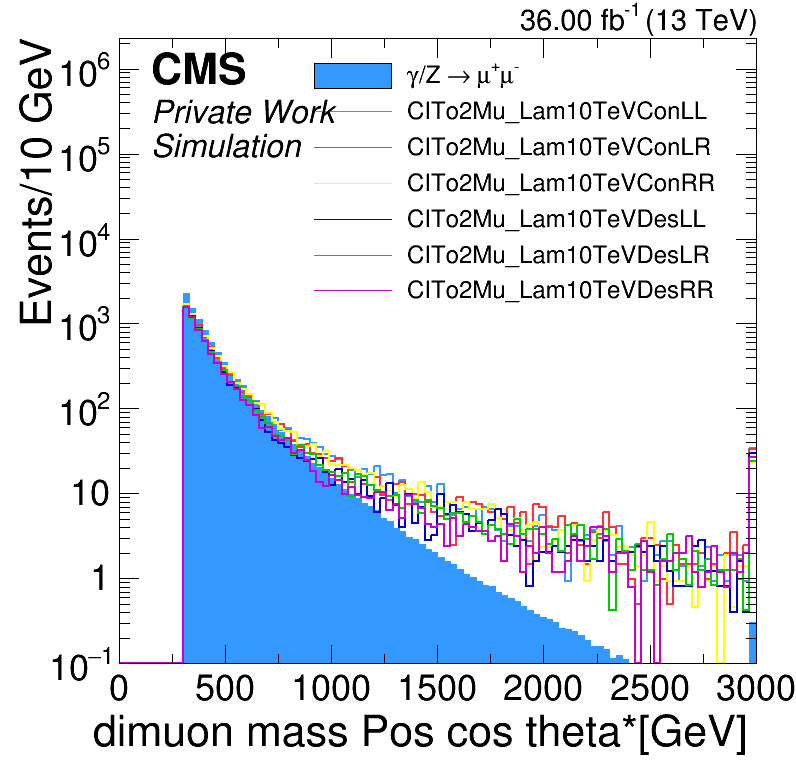 36.00 fb⁻¹ (13 TeV)
CMS
Private Work
Simulation
γ/Z → μ⁺μ⁻
CITo2Mu_Lam10TeVConLL
CITo2Mu_Lam10TeVConLR
CITo2Mu_Lam10TeVConRR
CITo2Mu_Lam10TeVDesLL
CITo2Mu_Lam10TeVDesLR
CITo2Mu_Lam10TeVDesRR
Events/10 GeV
10⁶
10⁵
10⁴
10³
10²
10
1
10⁻¹
0 500 1000 1500 2000 2500 3000
dimuon mass Pos cos theta*[GeV]